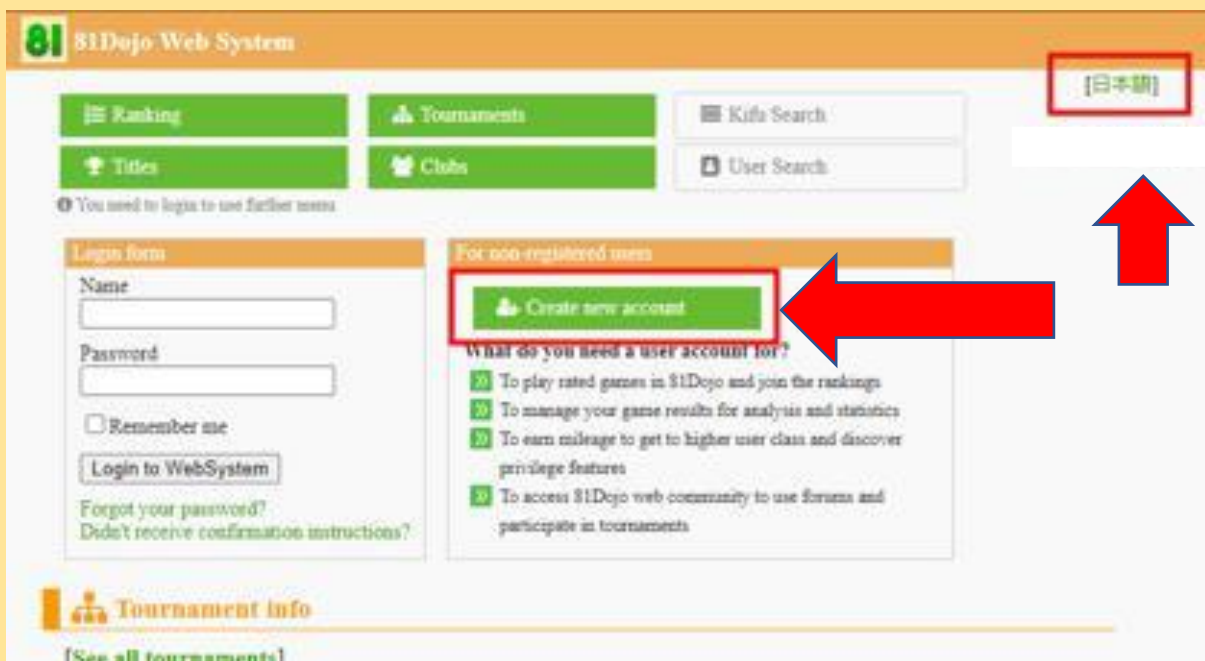 81 81Dojo Web System
[日本語]
Ranking
Tournaments
Kifu Search
Titles
Clubs
User Search
You need to login to use further menu
Login form
Name
Password
Remember me
Login to WebSystem
Forgot your password?
Didn't receive confirmation instructions?
For non-registered users
Create new account
What do you need a user account for?
To play rated games in 81Dojo and join the rankings
To manage your game results for analysis and statistics
To earn mileage to get to higher user class and discover
privilege features
To access 81Dojo web community to use forums and
participate in tournaments
Tournament info
[See all tournaments]